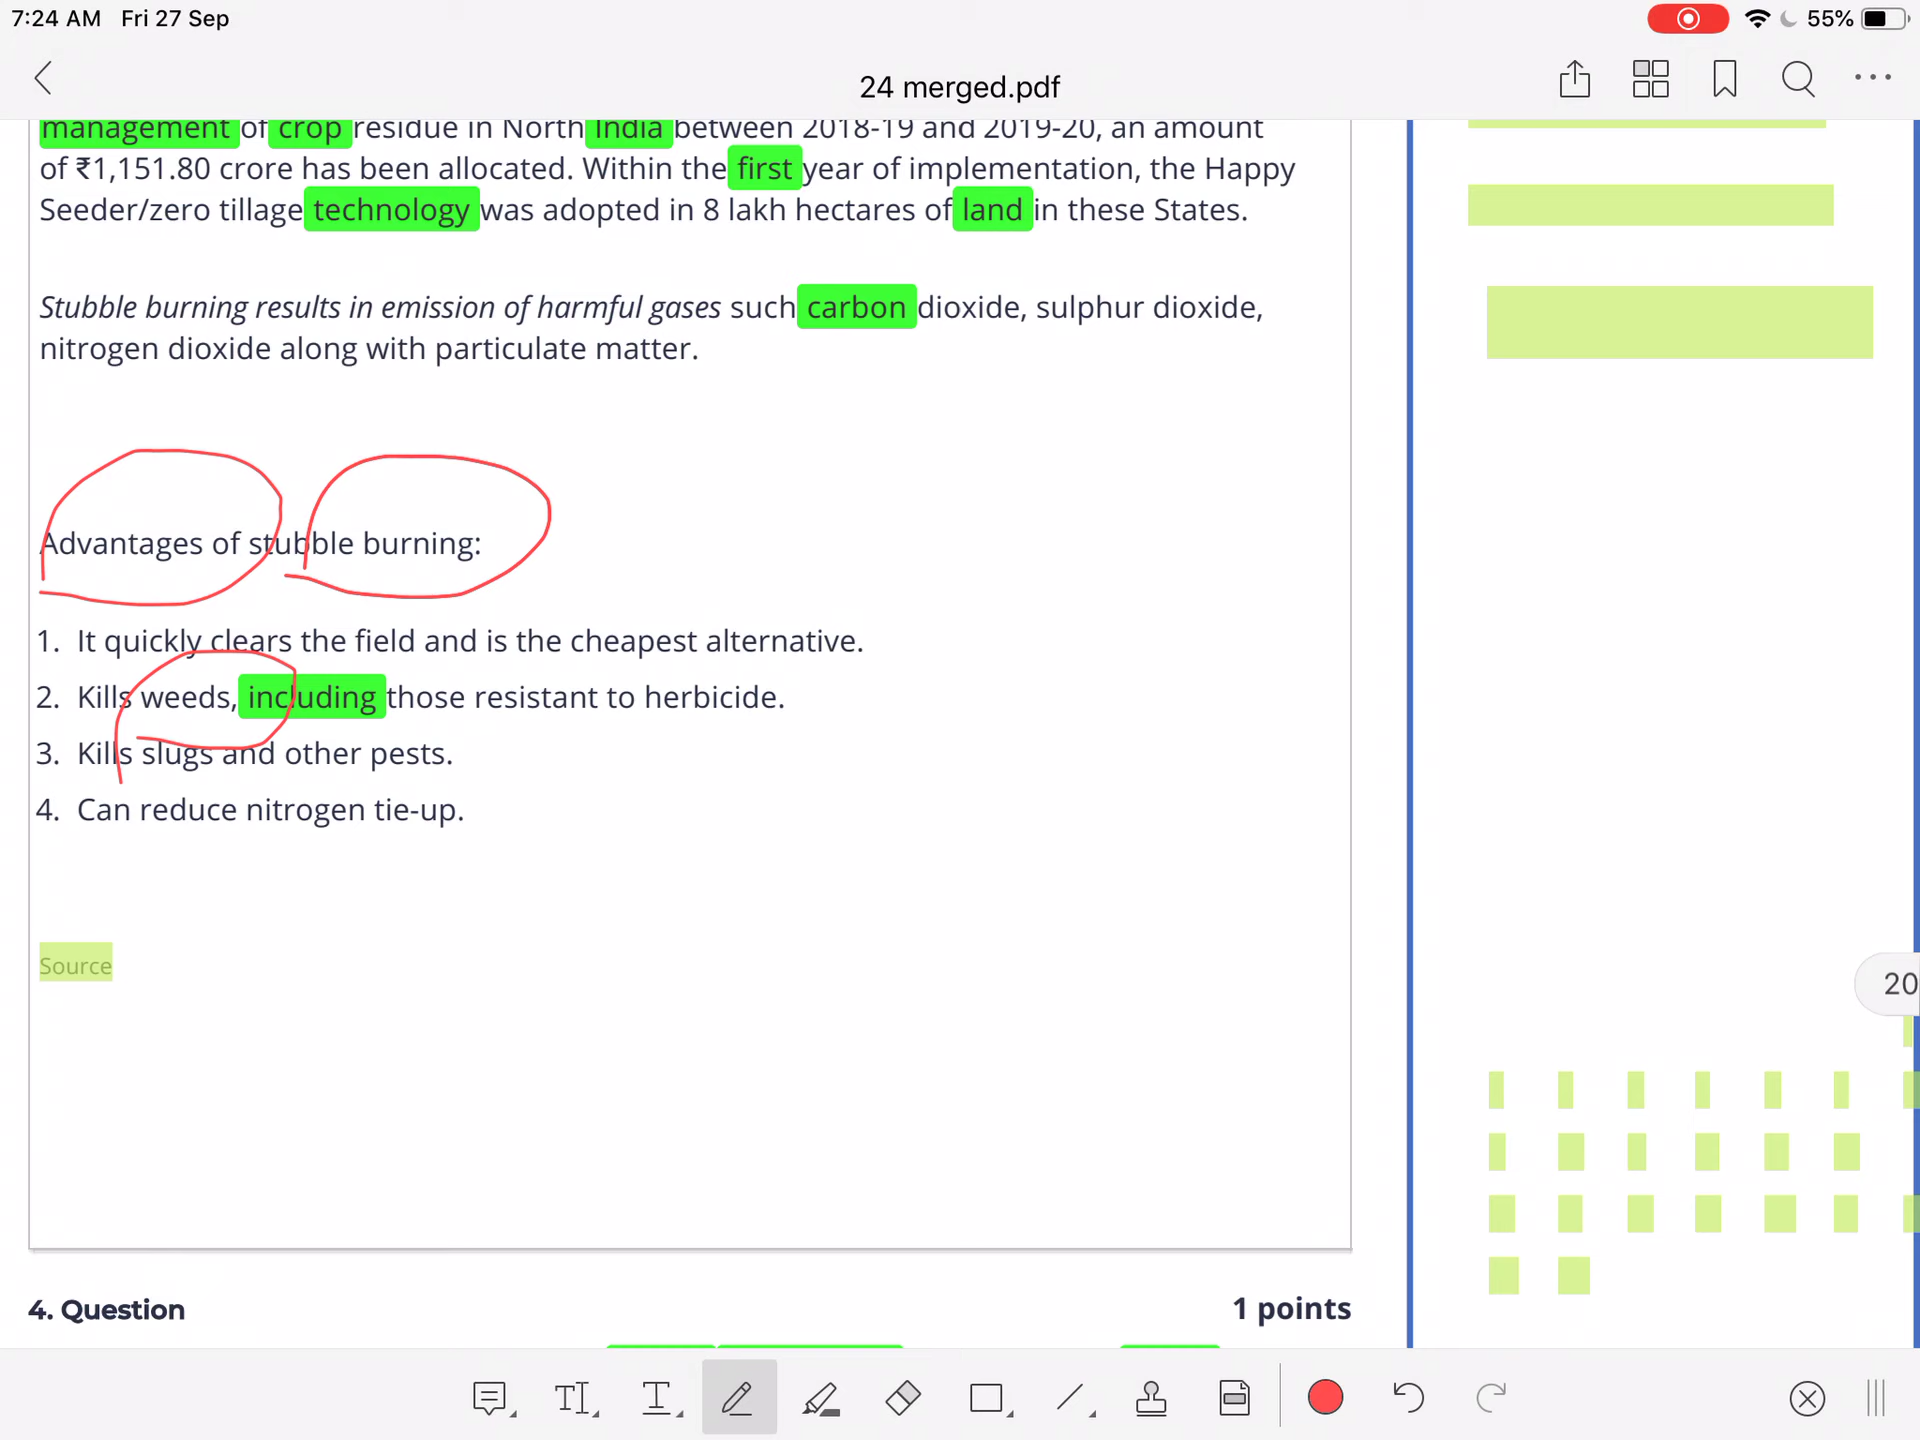 7:24 AM Fri 27 Sep
55%
24 merged.pdf
management of crop residue in North India between 2018-19 and 2019-20, an amount
of ₹1,151.80 crore has been allocated. Within the first year of implementation, the Happy
Seeder/zero tillage technology was adopted in 8 lakh hectares of land in these States.
Stubble burning results in emission of harmful gases such carbon dioxide, sulphur dioxide,
nitrogen dioxide along with particulate matter.
Advantages of stubble burning:
1. It quickly clears the field and is the cheapest alternative.
2. Kills weeds, including those resistant to herbicide.
3. Kills slugs and other pests.
4. Can reduce nitrogen tie-up.
Source
20
4. Question 1 points